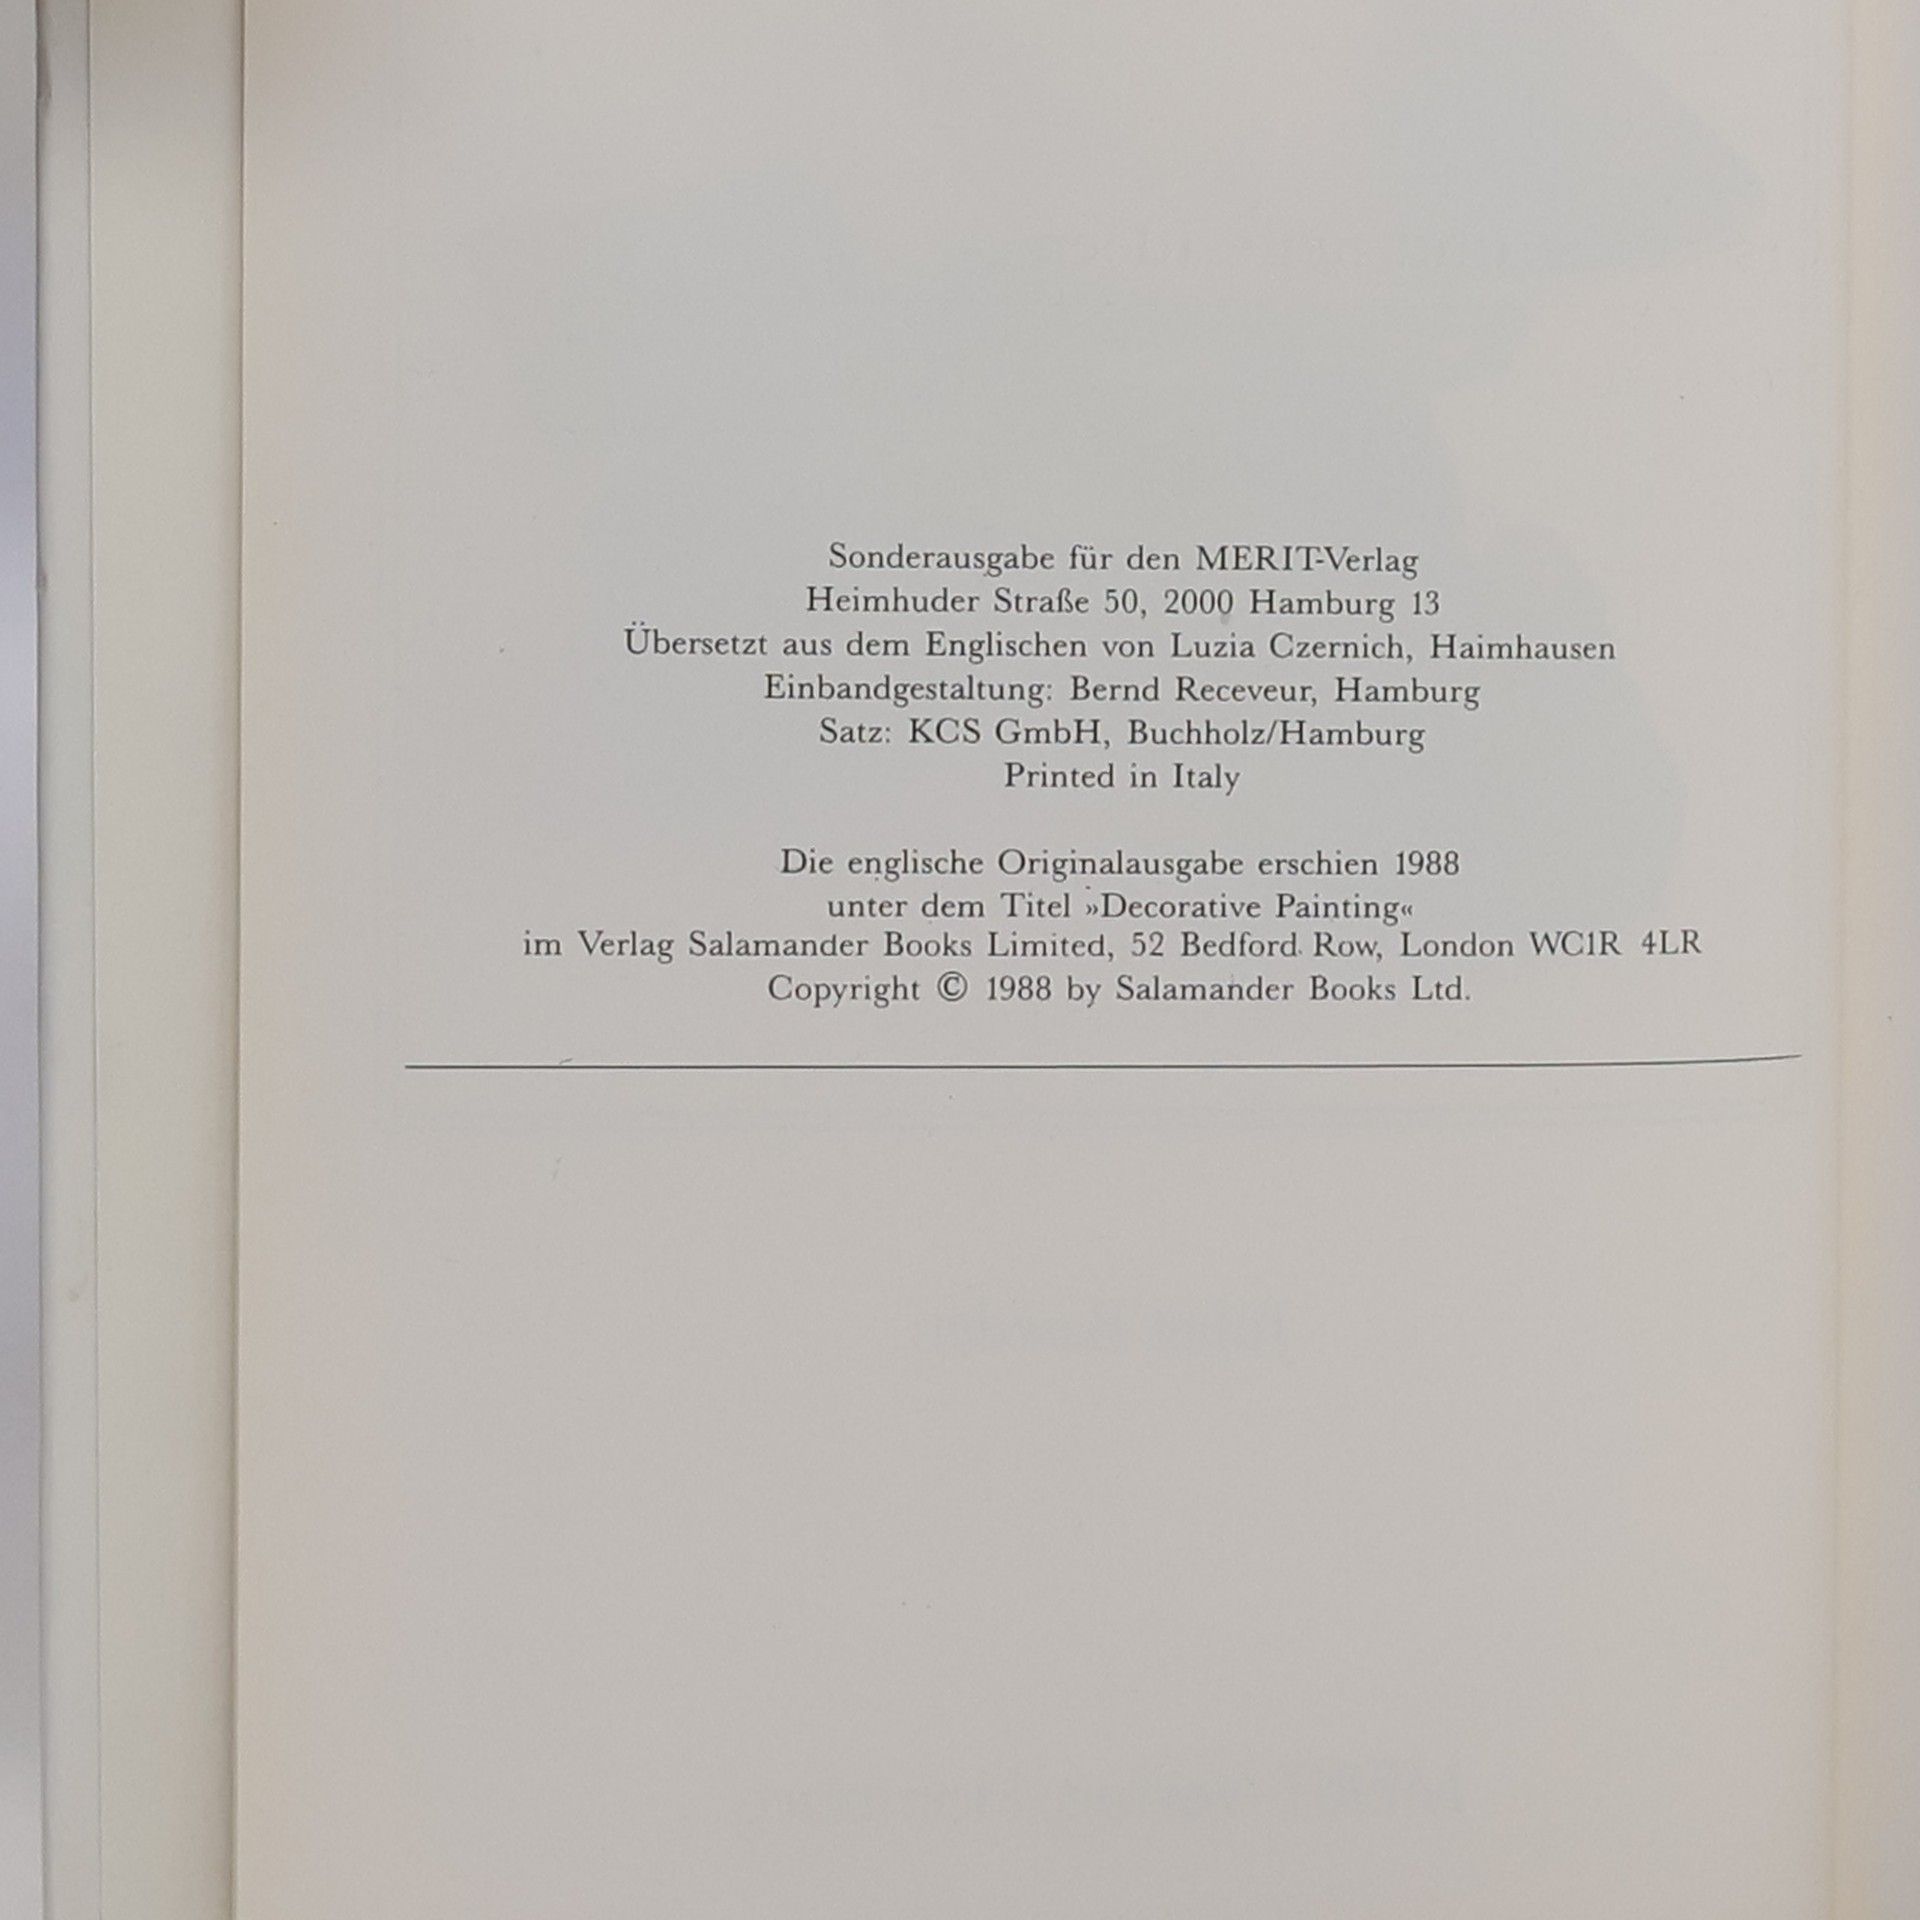 Sonderausgabe für den MERIT-Verlag
Heimhuder Straße 50, 2000 Hamburg 13
Übersetzt aus dem Englischen von Luzia Czernich, Haimhausen
Einbandgestaltung: Bernd Receveur, Hamburg
Satz: KCS GmbH, Buchholz/Hamburg
Printed in Italy
Die englische Originalausgabe erschien 1988
unter dem Titel »Decorative Painting«
im Verlag Salamander Books Limited, 52 Bedford Row, London WC1R 4LR
Copyright © 1988 by Salamander Books Ltd.